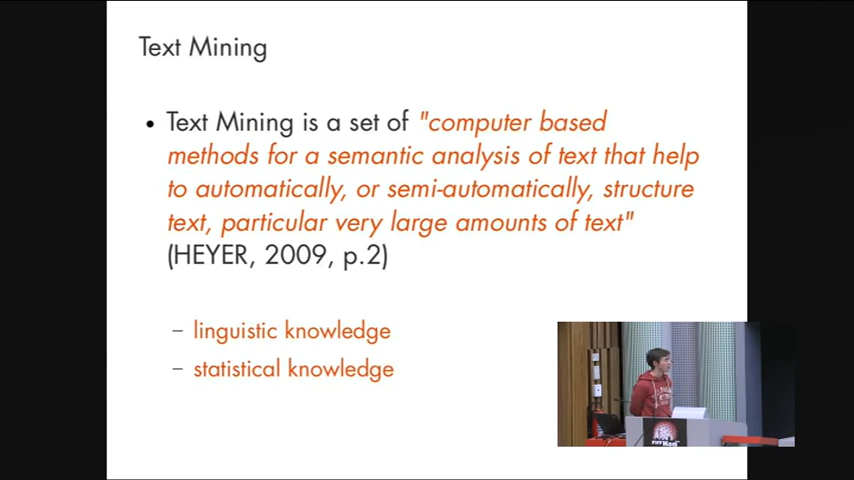 Text Mining
• Text Mining is a set of "computer based
methods for a semantic analysis of text that help
to automatically, or semi-automatically, structure
text, particular very large amounts of text"
(HEYER, 2009, p.2)
– linguistic knowledge
– statistical knowledge